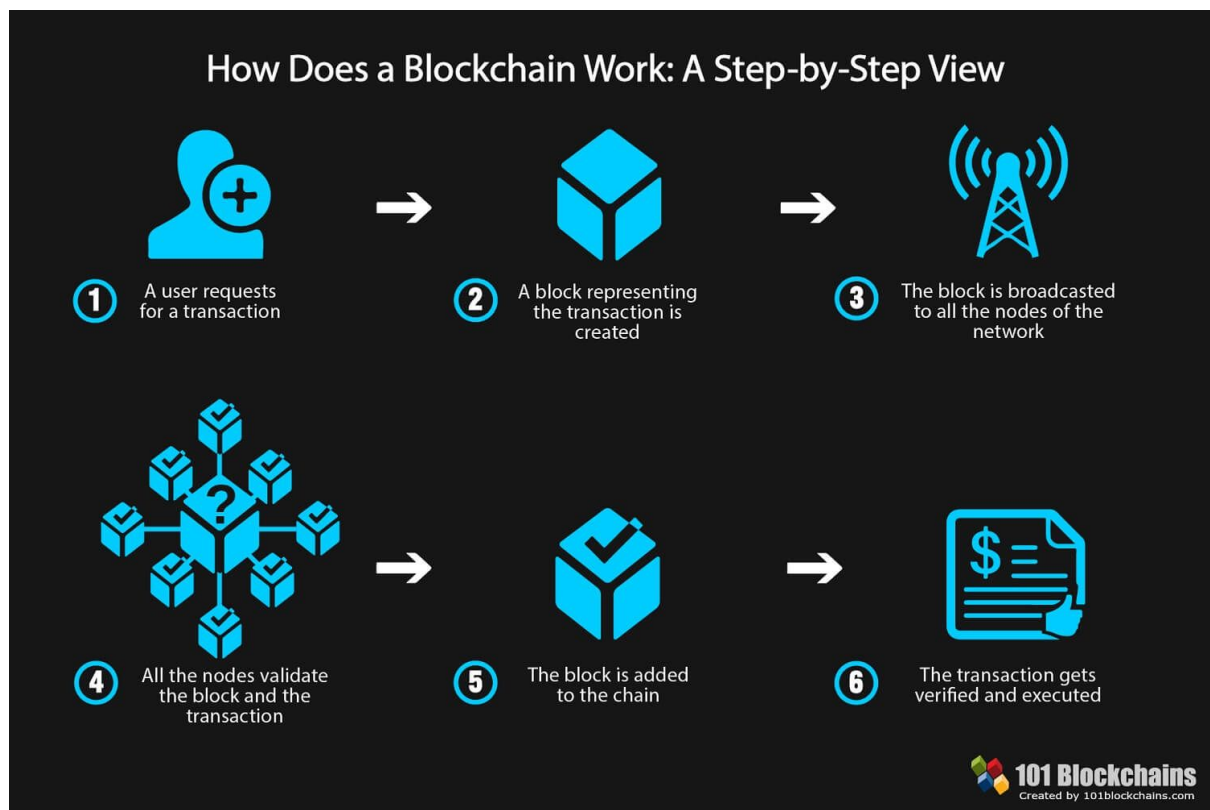 How Does a Blockchain Work: A Step-by-Step View
1
A user requests
for a transaction
2
A block representing
the transaction is
created
3
The block is broadcasted
to all the nodes of the
network
?
$
4
All the nodes validate
the block and the
transaction
5
The block is added
to the chain
6
The transaction gets
verified and executed
101 Blockchains
Created by 101blockchains.com